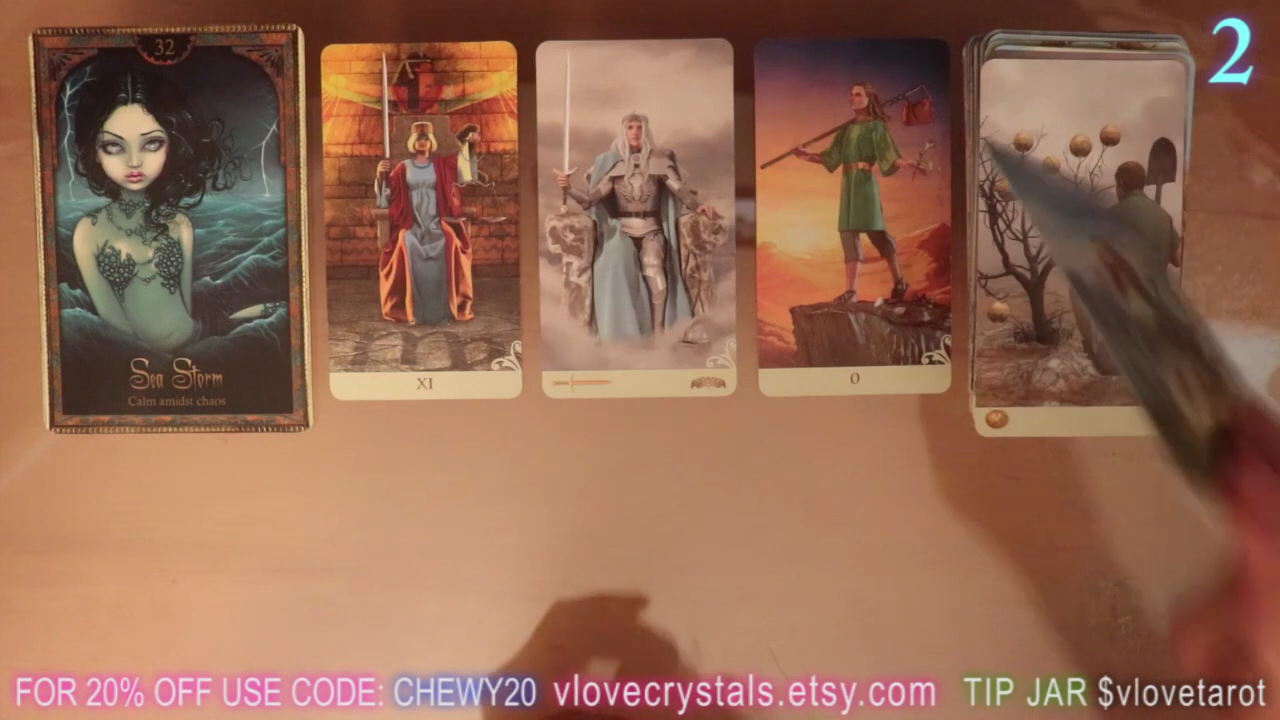 32
2
Sea Storm
Calm amidst chaos
XI
0
FOR 20% OFF USE CODE: CHEWY20 vlovecrystals.etsy.com TIP JAR $vlovetarot